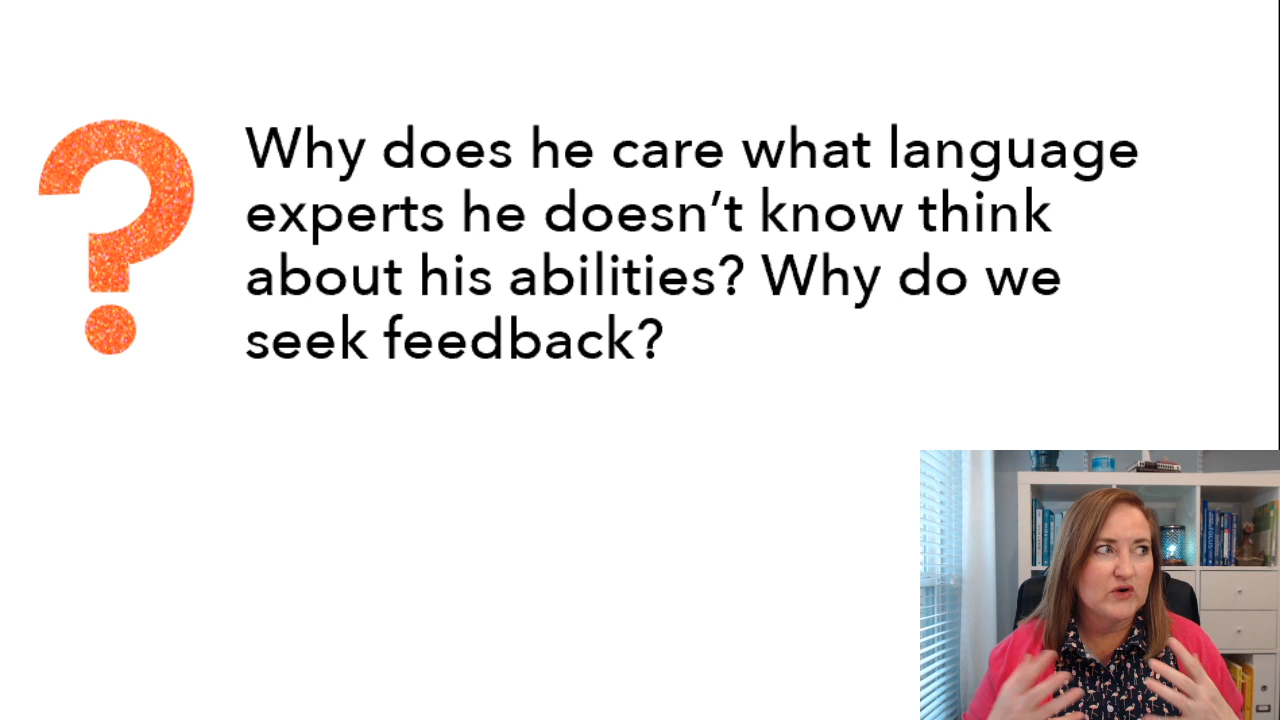 Why does he care what language
experts he doesn’t know think
about his abilities? Why do we
seek feedback?